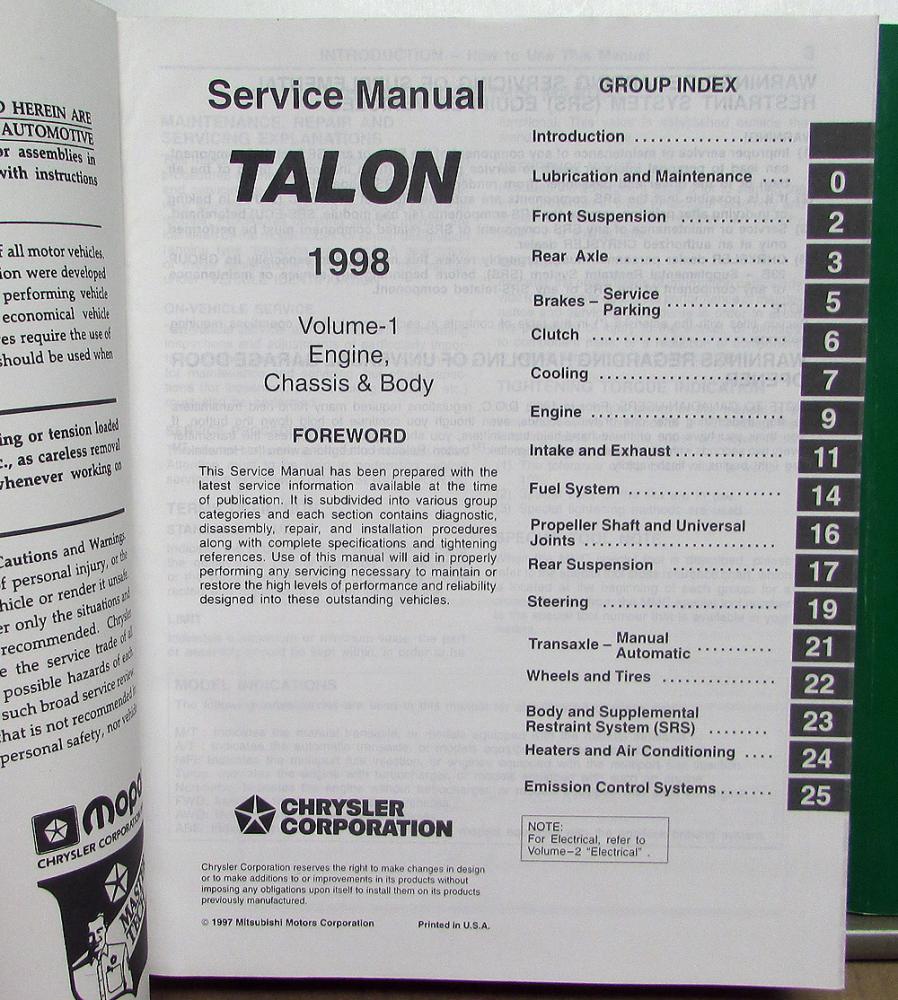 O HEREIN ARE
AUTOMOTIVE
or assemblies in
with instructions
f all motor vehicles.
ion were developed
performing vehicle
economical vehicle
es require the use of
should be used when
ing or tension loaded
c., as careless removal
whenever working on
Cautions and Warnings
of personal injury, or the
hicle or render it unsafe.
er only the situations and
recommended. Chrysler
e the service trade of all
possible hazards of each
such broad service review
that is not recommended
personal safety, nor vehicle
Mopa
CHRYSLER CORPORATION
MAST
TECH
Service Manual
TALON
1998
Volume-1
Engine,
Chassis & Body
FOREWORD
This Service Manual has been prepared with the
latest service information available at the time
of publication. It is subdivided into various group
categories and each section contains diagnostic,
disassembly, repair, and installation procedures
along with complete specifications and tightening
references. Use of this manual will aid in properly
performing any servicing necessary to maintain or
restore the high levels of performance and reliability
designed into these outstanding vehicles.
CHRYSLER
CORPORATION
Chrysler Corporation reserves the right to make changes in design
or to make additions to or improvements in its products without
imposing any obligations upon itself to install them on its products
previously manufactured.
© 1997 Mitsubishi Motors Corporation Printed in U.S.A.
GROUP INDEX
Introduction ....................
Lubrication and Maintenance .... 0
Front Suspension ............... 2
Rear Axle ...................... 3
Brakes – Service
Parking ............... 5
Clutch ......................... 6
Cooling ........................ 7
Engine ......................... 9
Intake and Exhaust ............. 11
Fuel System .................... 14
Propeller Shaft and Universal
Joints ......................... 16
Rear Suspension ................ 17
Steering ....................... 19
Transaxle – Manual
Automatic .......... 21
Wheels and Tires ............... 22
Body and Supplemental
Restraint System (SRS) ........ 23
Heaters and Air Conditioning .... 24
Emission Control Systems ....... 25
NOTE:
For Electrical, refer to
Volume–2 “Electrical” .